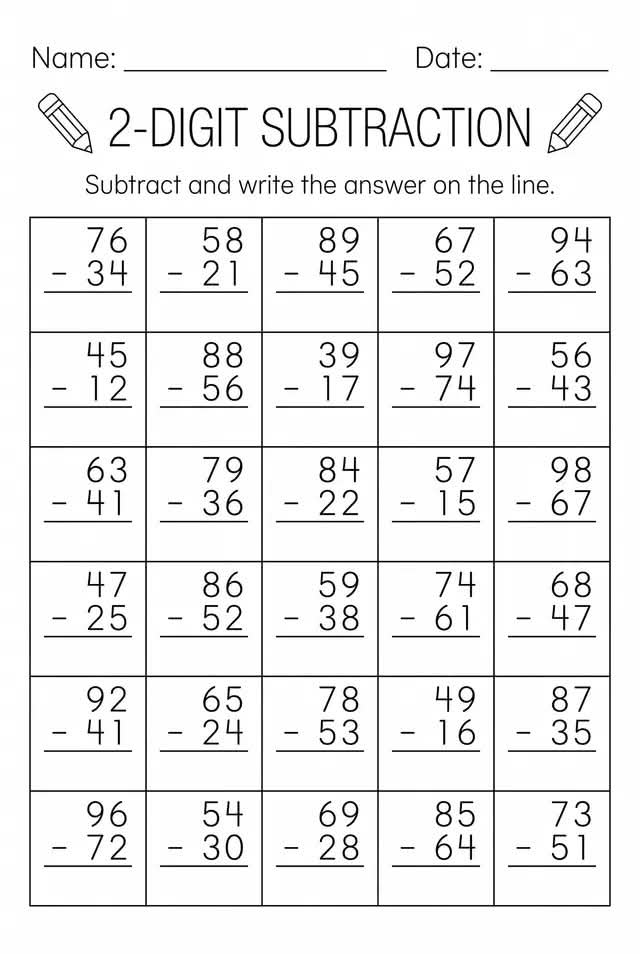 Name: ____________________ Date: _________
2-DIGIT SUBTRACTION
Subtract and write the answer on the line.
76 58 89 67 94
- 34 - 21 - 45 - 52 - 63
45 88 39 97 56
- 12 - 56 - 17 - 74 - 43
63 79 84 57 98
- 41 - 36 - 22 - 15 - 67
47 86 59 74 68
- 25 - 52 - 38 - 61 - 47
92 65 78 49 87
- 41 - 24 - 53 - 16 - 35
96 54 69 85 73
- 72 - 30 - 28 - 64 - 51